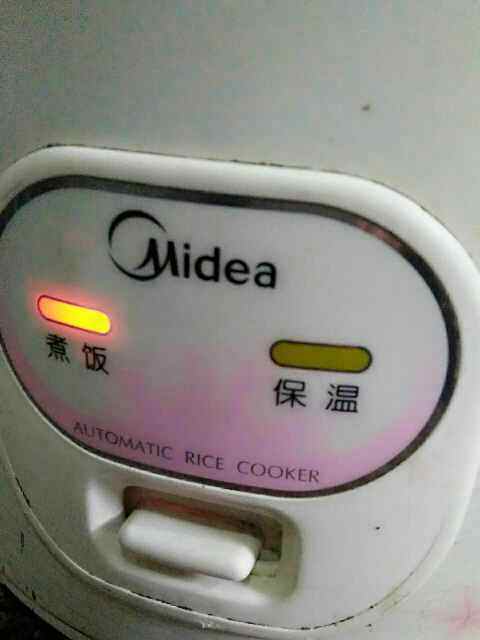 Midea
煮饭
保温
AUTOMATIC RICE COOKER